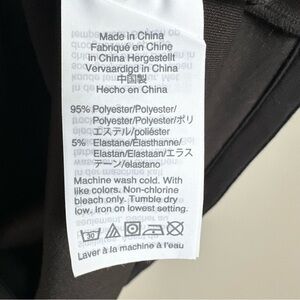 Made in China
Fabriqué en Chine
in China Hergestellt
Vervaardigd in China
中国製
Hecho en China
95% Polyester/Polyester/
Polyester/Polyester/ポリ
エステル/poliéster
5% Elastane/Élasthanne/
Elastan/Elastaan/エラス
テーン/elastano
Machine wash cold. With
like colors. Non-chlorine
bleach only. Tumble dry
low. Iron on lowest setting.
30
Laver à la machine à l'eau